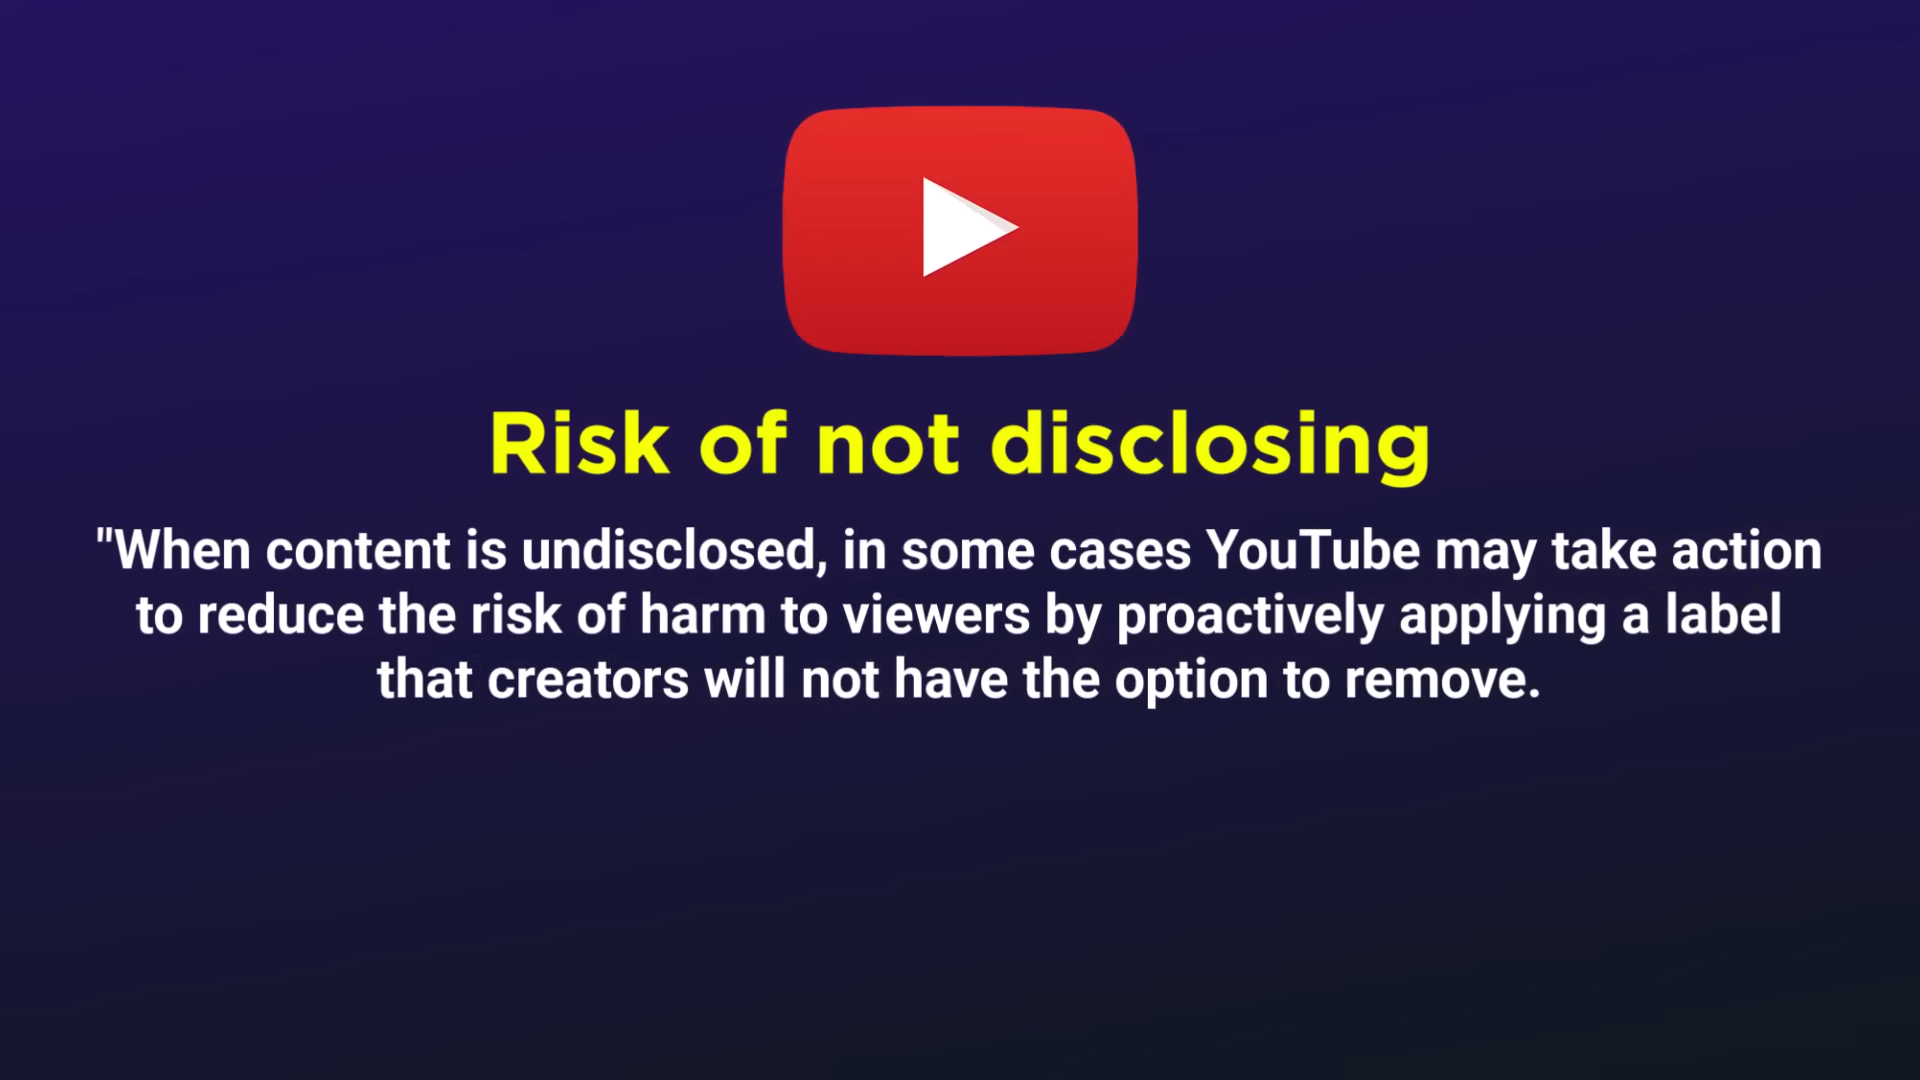 Risk of not disclosing
"When content is undisclosed, in some cases YouTube may take action
to reduce the risk of harm to viewers by proactively applying a label
that creators will not have the option to remove.